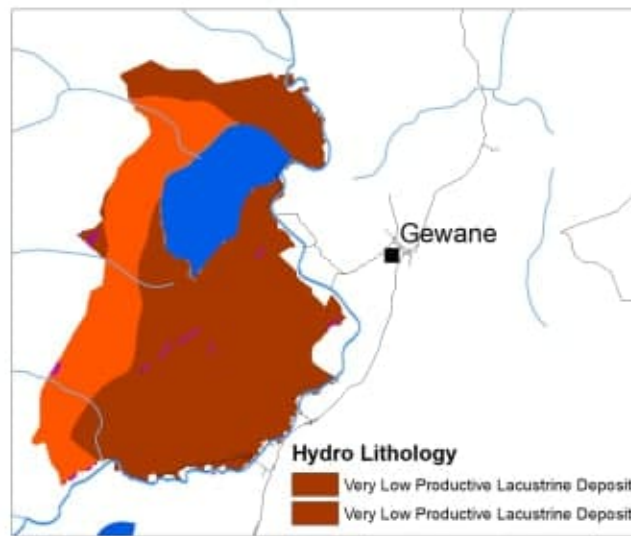 Gewane
Hydro Lithology
Very Low Productive Lacustrine Deposit
Very Low Productive Lacustrine Deposit